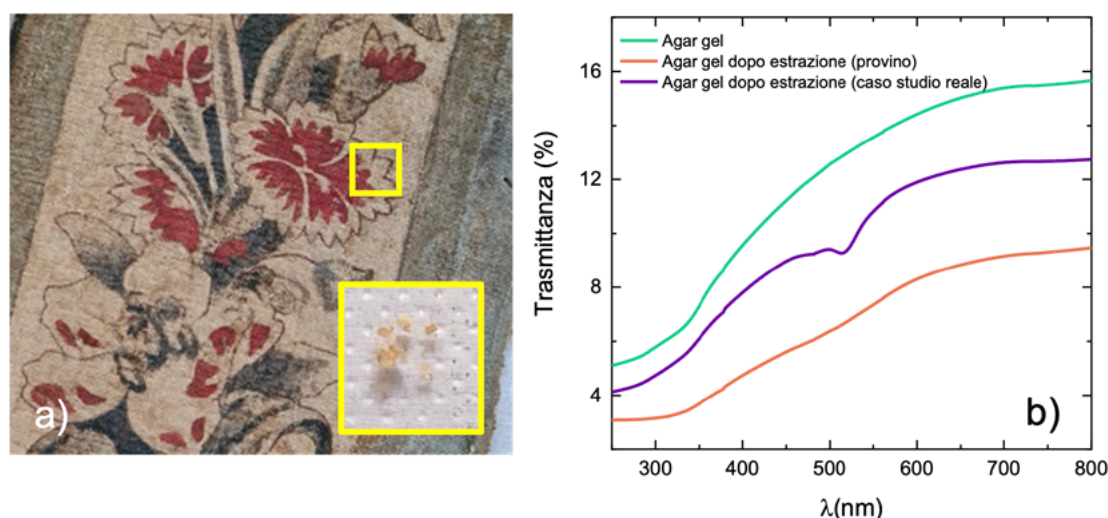 a)
b)
Agar gel
Agar gel dopo estrazione (provino)
Agar gel dopo estrazione (caso studio reale)
Trasmittanza (%)
16
12
8
4
300 400 500 600 700 800
λ(nm)